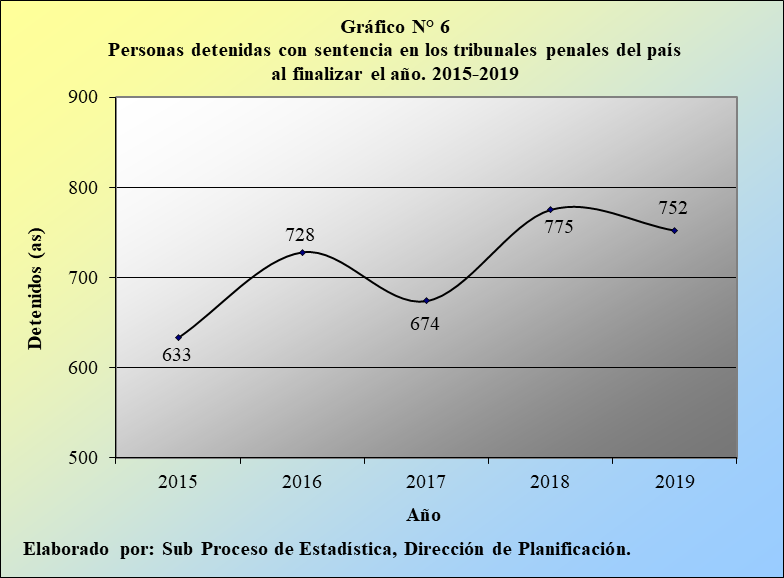 Gráfico N° 6
Personas detenidas con sentencia en los tribunales penales del país
al finalizar el año. 2015-2019
900
800
700
600
500
Detenidos (as)
633
728
674
775
752
2015 2016 2017 2018 2019
Año
Elaborado por: Sub Proceso de Estadística, Dirección de Planificación.